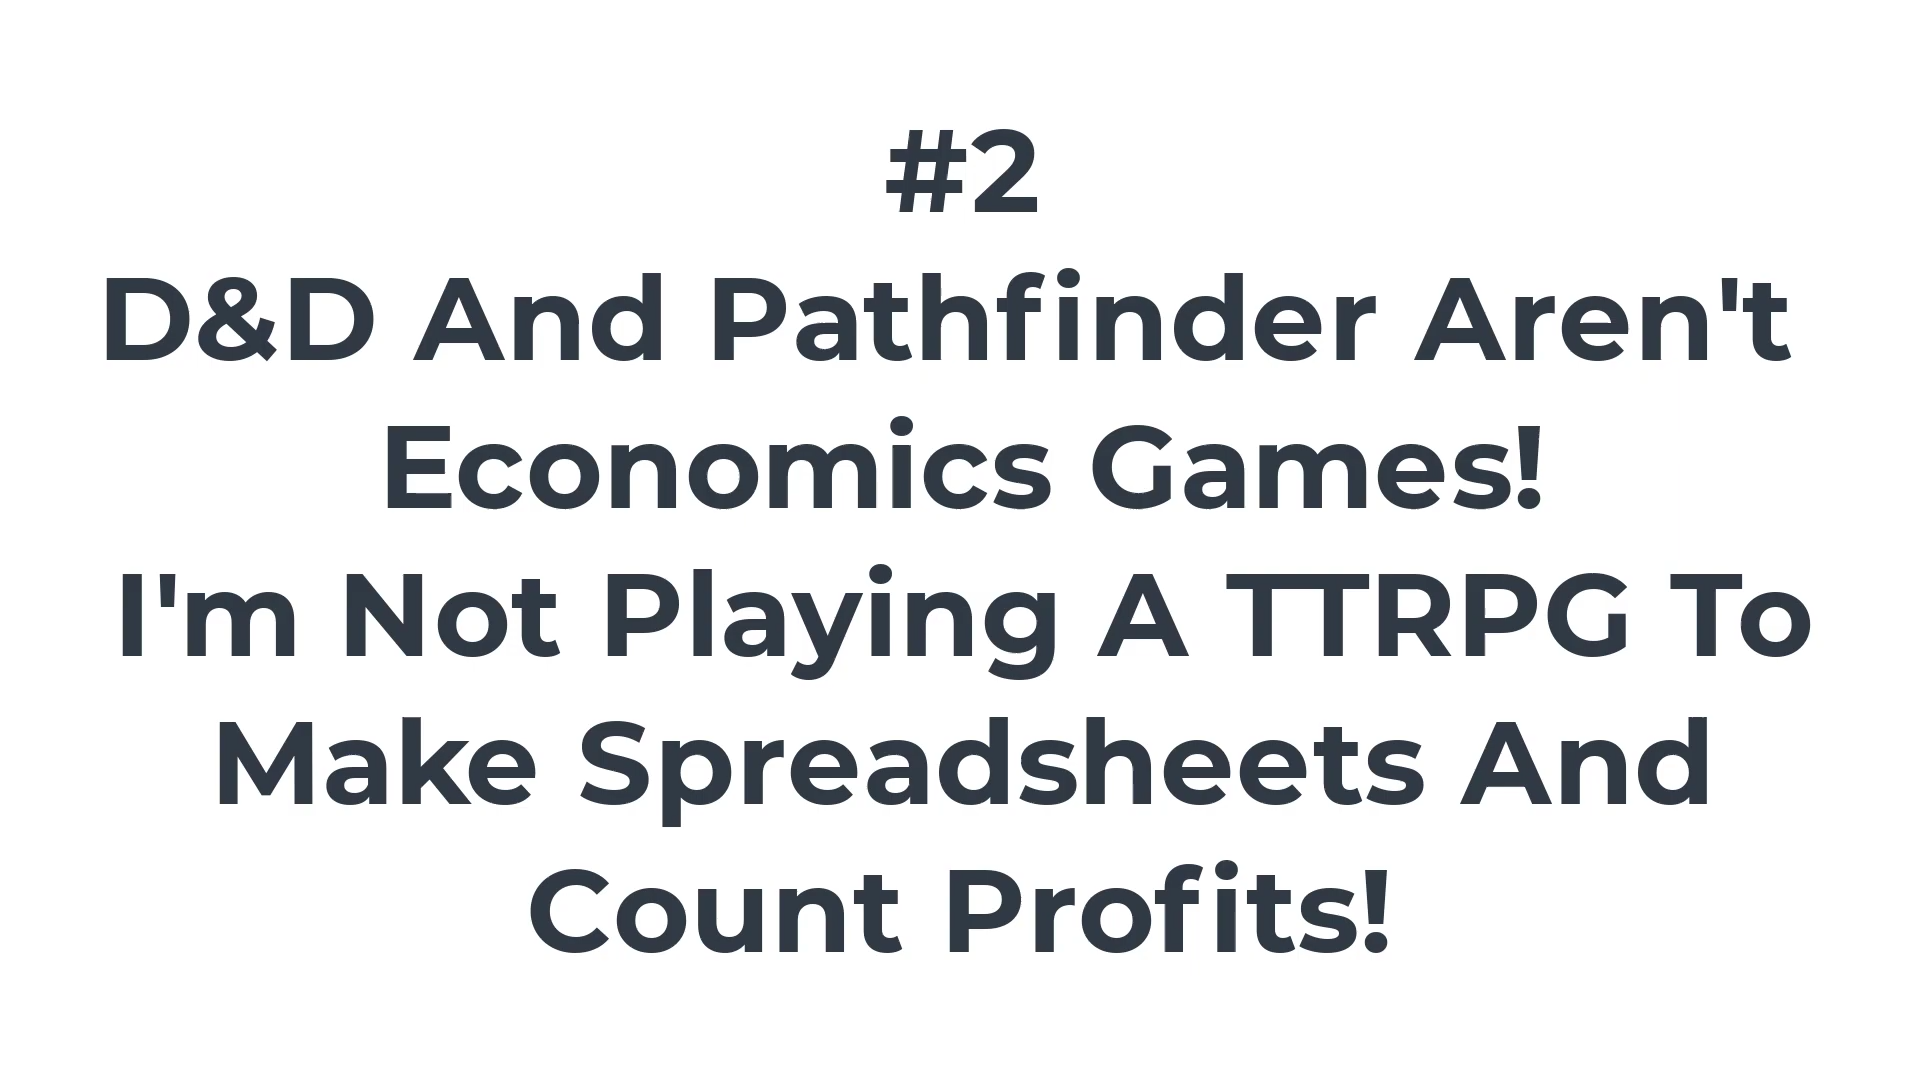 #2
D&D And Pathfinder Aren't
Economics Games!
I'm Not Playing A TTRPG To
Make Spreadsheets And
Count Profits!